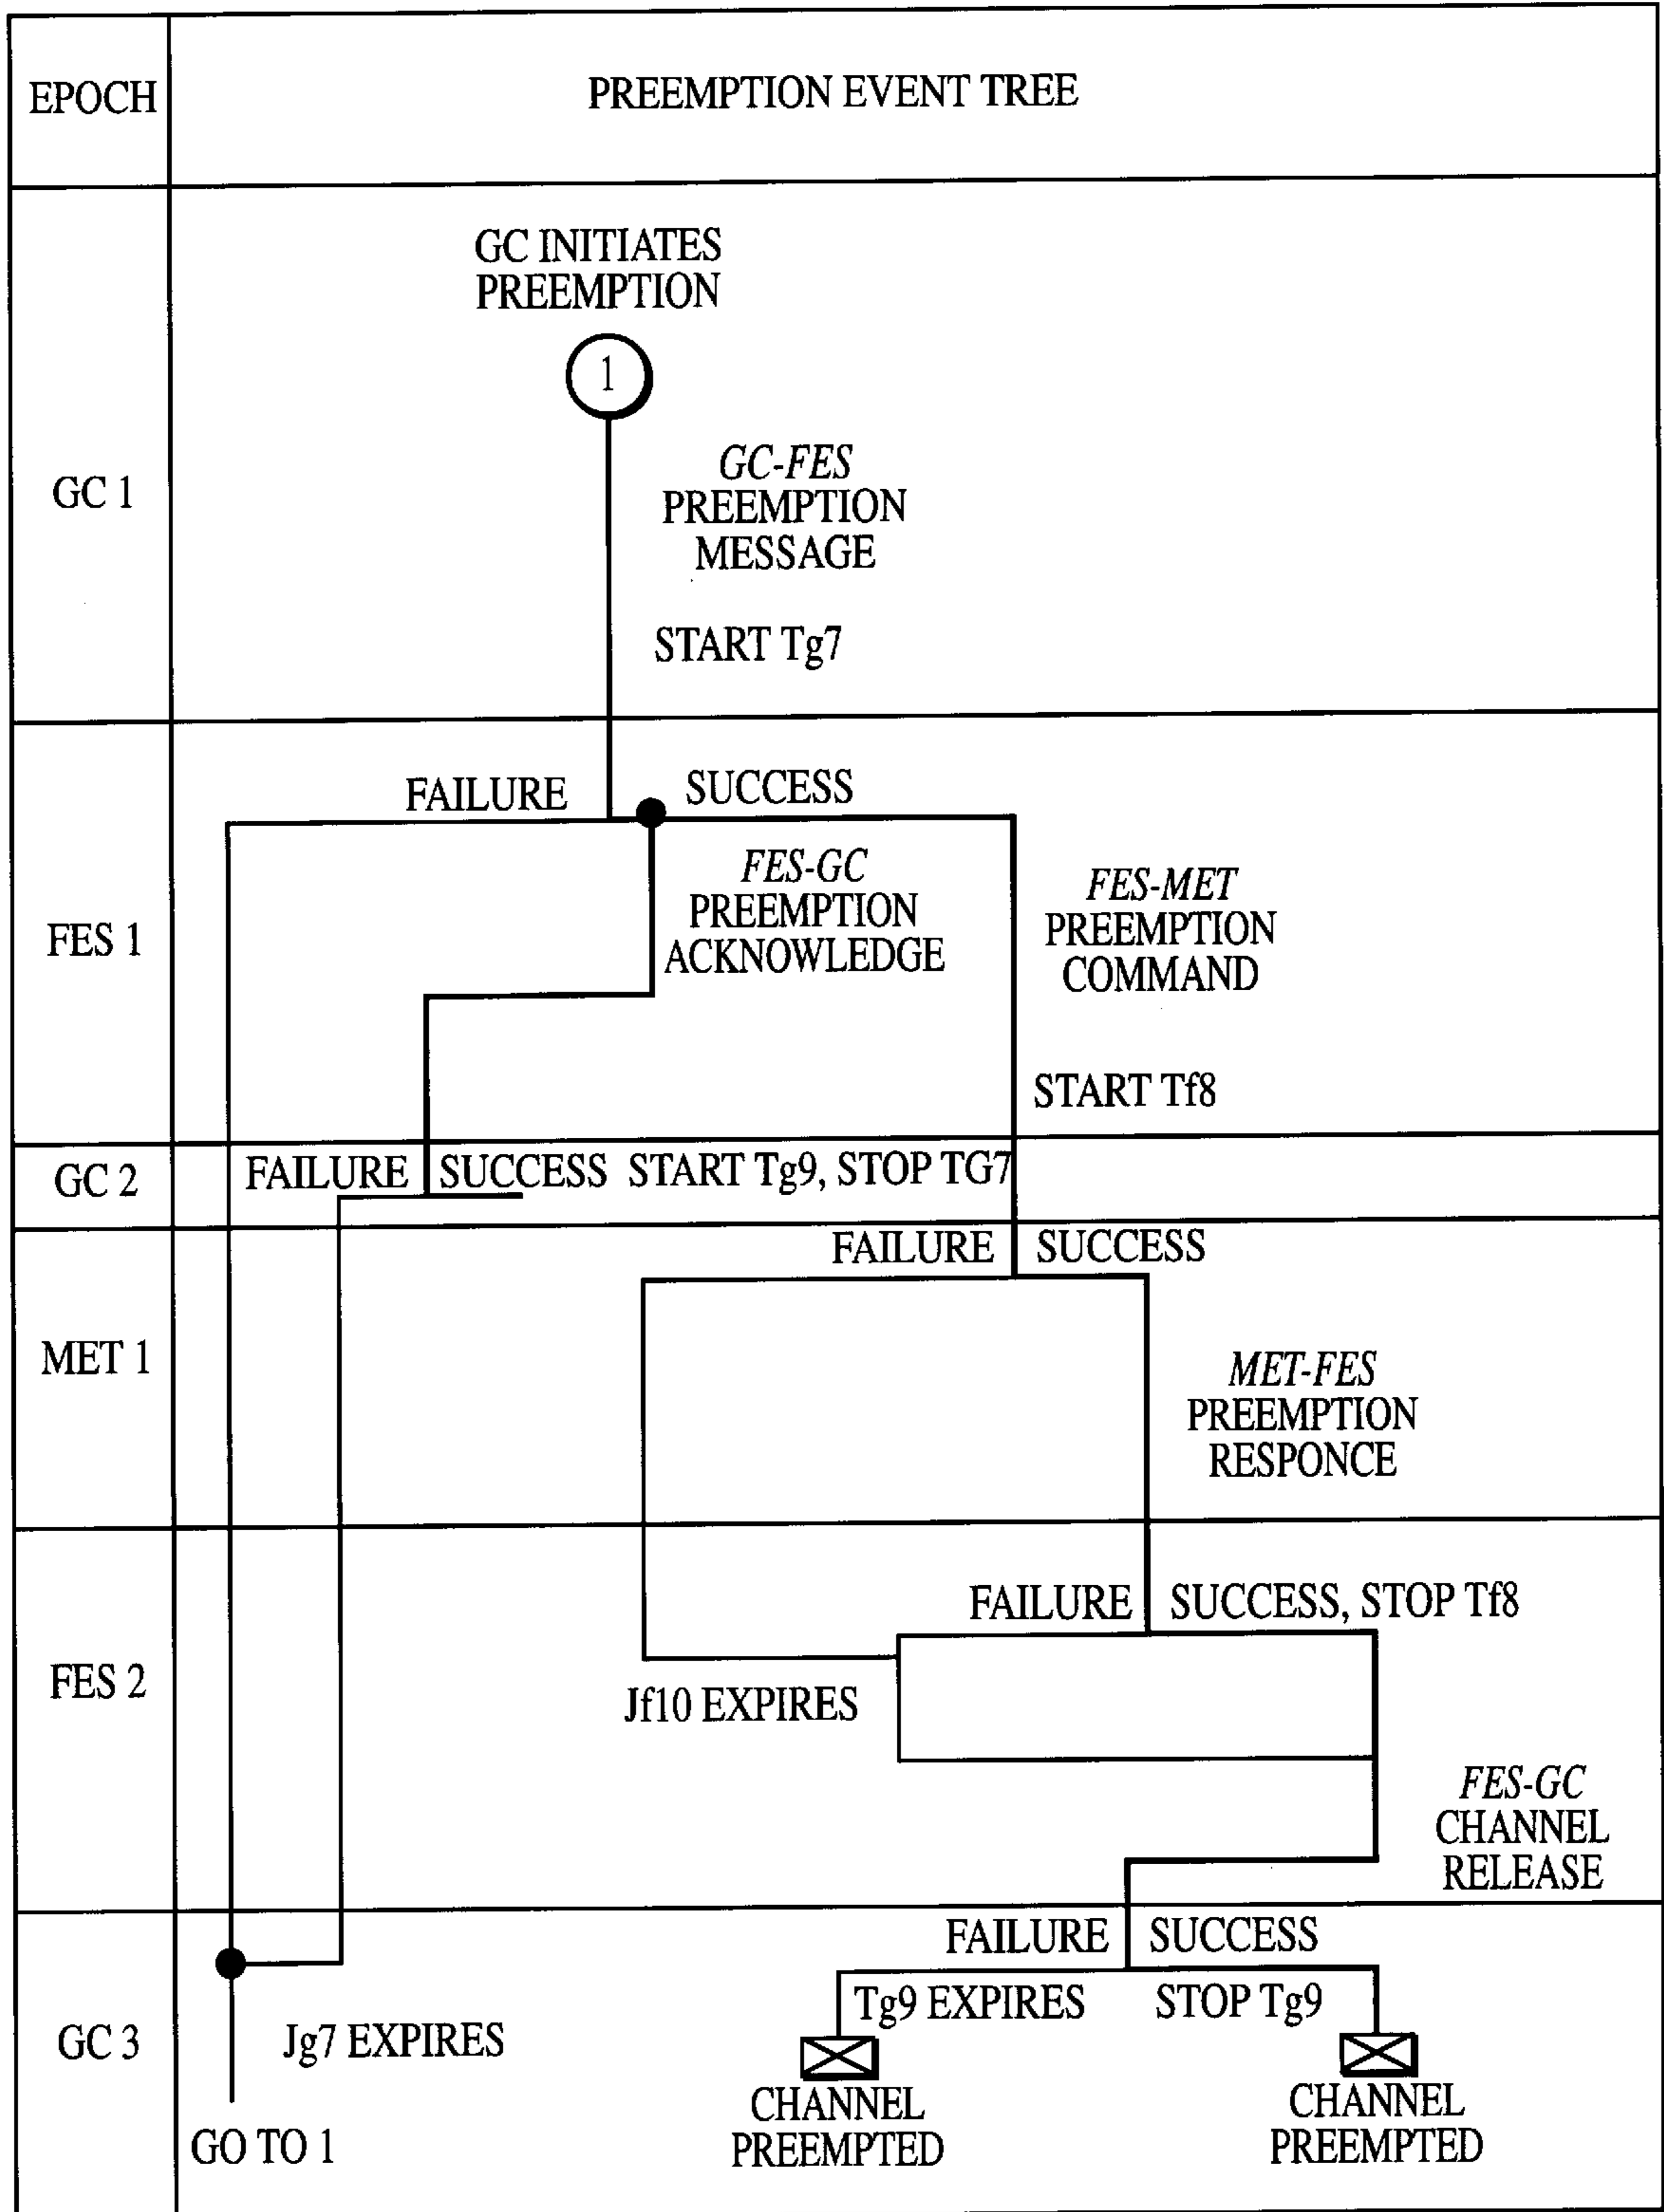 EPOCH
PREEMPTION EVENT TREE
GC INITIATES
PREEMPTION
1
GC 1
GC-FES
PREEMPTION
MESSAGE
START Tg7
FAILURE
SUCCESS
FES 1
FES-GC
PREEMPTION
ACKNOWLEDGE
FES-MET
PREEMPTION
COMMAND
START Tf8
GC 2
FAILURE
SUCCESS START Tg9, STOP TG7
FAILURE
SUCCESS
MET 1
MET-FES
PREEMPTION
RESPONCE
FAILURE
SUCCESS, STOP Tf8
FES 2
Jf10 EXPIRES
FES-GC
CHANNEL
RELEASE
FAILURE
SUCCESS
Tg9 EXPIRES
STOP Tg9
GC 3
Jg7 EXPIRES
GO TO 1
CHANNEL
PREEMPTED
CHANNEL
PREEMPTED